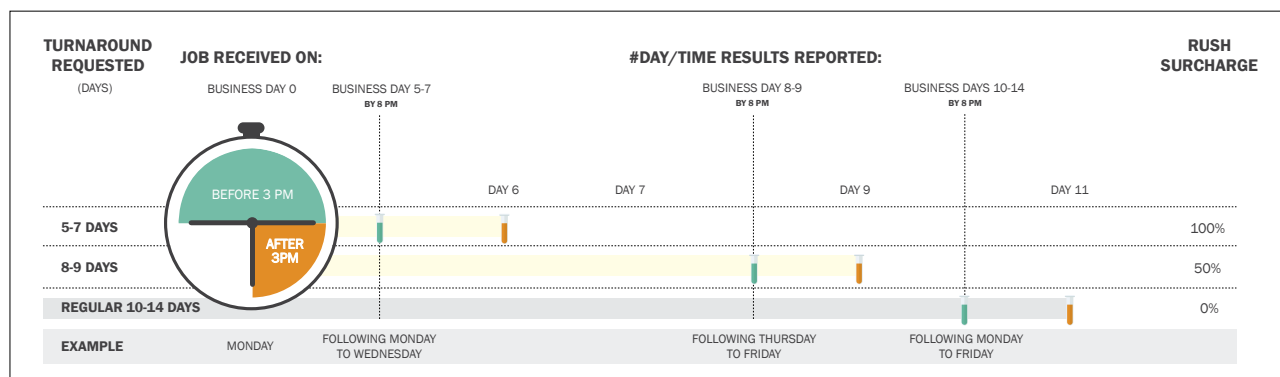 TURNAROUND
REQUESTED
(DAYS)
JOB RECEIVED ON:
BUSINESS DAY 0
#DAY/TIME RESULTS REPORTED:
BUSINESS DAY 5-7
BY 8 PM
BUSINESS DAY 8-9
BY 8 PM
BUSINESS DAYS 10-14
BY 8 PM
RUSH
SURCHARGE
BEFORE 3 PM
AFTER
3PM
DAY 6
DAY 7
DAY 9
DAY 11
5-7 DAYS
100%
8-9 DAYS
50%
REGULAR 10-14 DAYS
0%
EXAMPLE
MONDAY
FOLLOWING MONDAY
TO WEDNESDAY
FOLLOWING THURSDAY
TO FRIDAY
FOLLOWING MONDAY
TO FRIDAY